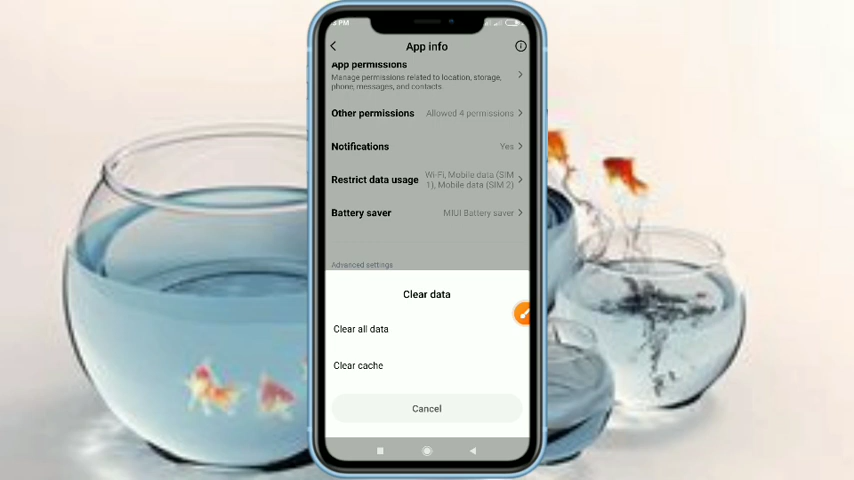 PM
App info
App permissions
Manage permissions related to location, storage,
phone, messages, and contacts
Other permissions Allowed 4 permissions
Notifications Yes
Restrict data usage Wi-Fi, Mobile data (SIM
1), Mobile data (SIM 2)
Battery saver MIUI Battery saver
Advanced settings
Clear data
Clear all data
Clear cache
Cancel